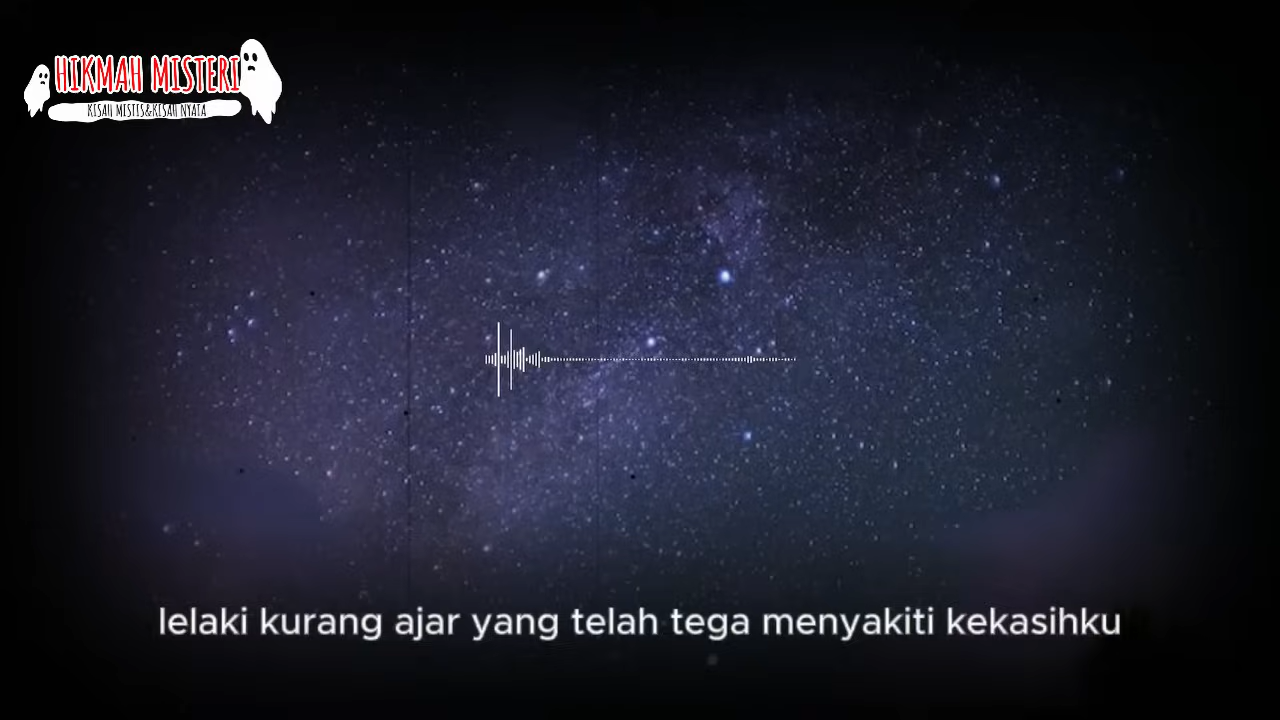 HIKMAH MISTERI
KISAH MISTIS&KISAH NYATA
lelaki kurang ajar yang telah tega menyakiti kekasihku